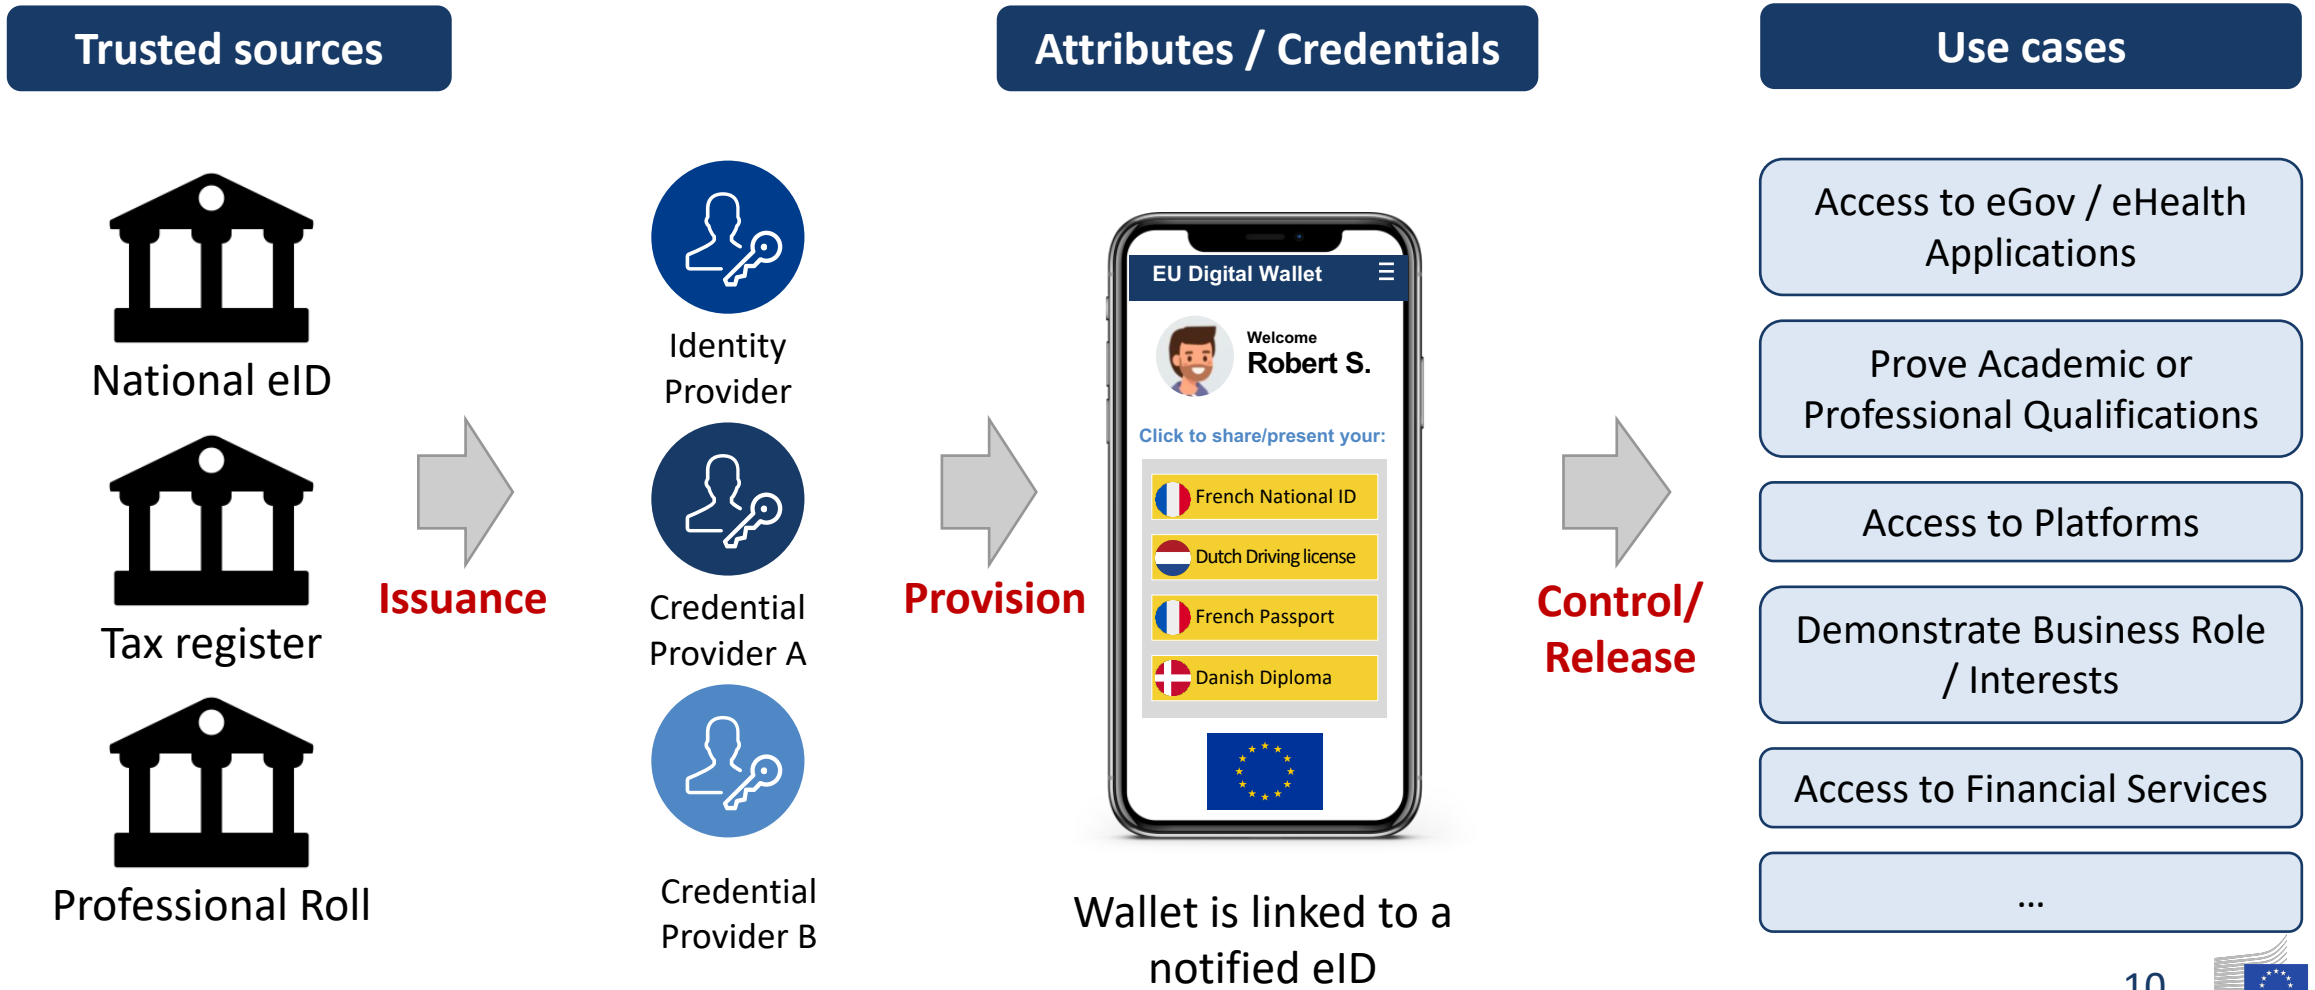 Trusted sources
Attributes / Credentials
Use cases
National eID
Tax register
Professional Roll
Issuance
Identity
Provider
Credential
Provider A
Credential
Provider B
Provision
EU Digital Wallet
Welcome
Robert S.
Click to share/present your:
French National ID
Dutch Driving license
French Passport
Danish Diploma
Wallet is linked to a
notified eID
Control/
Release
Access to eGov / eHealth
Applications
Prove Academic or
Professional Qualifications
Access to Platforms
Demonstrate Business Role
/ Interests
Access to Financial Services
...
10